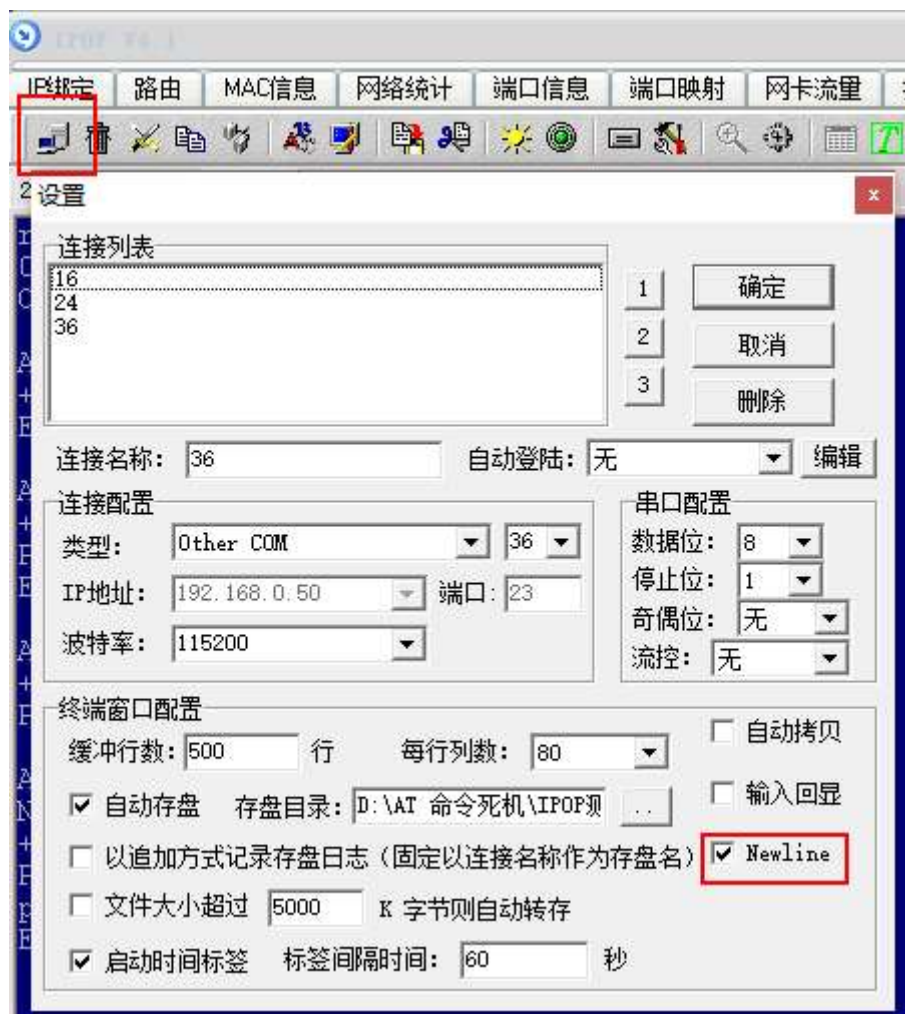 IPOP V4.1
IP绑定 路由 MAC信息 网络统计 端口信息 端口映射 网卡流量
设置
连接列表
16
24
36
1 确定
2 取消
3 删除
连接名称： 36 自动登陆： 无 编辑
连接配置
类型： Other COM 36
IP地址： 192.168.0.50 端口： 23
波特率： 115200
串口配置
数据位： 8
停止位： 1
奇偶位： 无
流控： 无
终端窗口配置
缓冲行数： 500 行 每行列数： 80 自动拷贝
自动存盘 存盘目录： D:\AT 命令死机\IPOP .. 输入回显
以追加方式记录存盘日志（固定以连接名称作为存盘名） Newline
文件大小超过 5000 K 字节则自动转存
启动时间标签 标签间隔时间： 60 秒